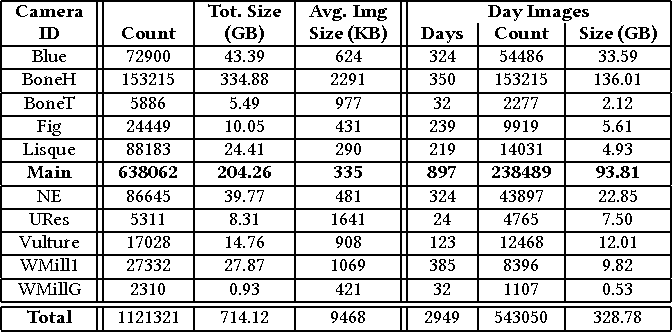 Camera Tot. Size Avg. Img Day Images
ID Count (GB) Size (KB) Days Count Size (GB)
Blue 72900 43.39 624 324 54486 33.59
BoneH 153215 334.88 2291 350 153215 136.01
BoneT 5886 5.49 977 32 2277 2.12
Fig 24449 10.05 431 239 9919 5.61
Lisque 88183 24.41 290 219 14031 4.93
Main 638062 204.26 335 897 238489 93.81
NE 86645 39.77 481 324 43897 22.85
URes 5311 8.31 1641 24 4765 7.50
Vulture 17028 14.76 908 123 12468 12.01
WMill1 27332 27.87 1069 385 8396 9.82
WMillG 2310 0.93 421 32 1107 0.53
Total 1121321 714.12 9468 2949 543050 328.78